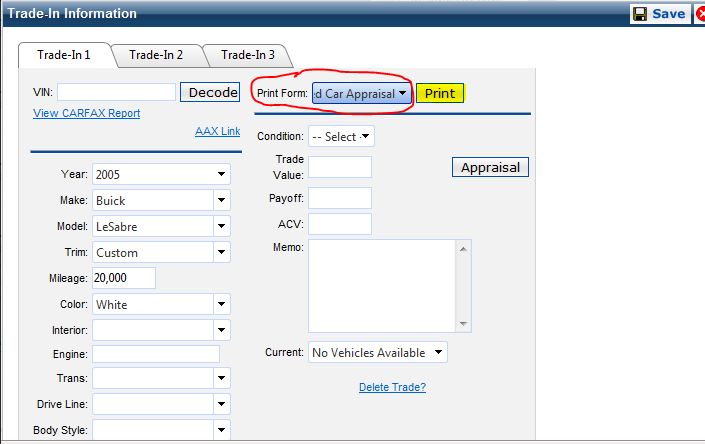 Trade-In Information
Save
Trade-In 1
Trade-In 2
Trade-In 3
VIN:
Decode
View CARFAX Report
AAX Link
Year: 2005
Make: Buick
Model: LeSabre
Trim: Custom
Mileage: 20,000
Color: White
Interior:
Engine:
Trans:
Drive Line:
Body Style:
Print Form: d Car Appraisal
Print
Condition: -- Select -
Trade
Value:
Appraisal
Payoff:
ACV:
Memo:
Current: No Vehicles Available
Delete Trade?